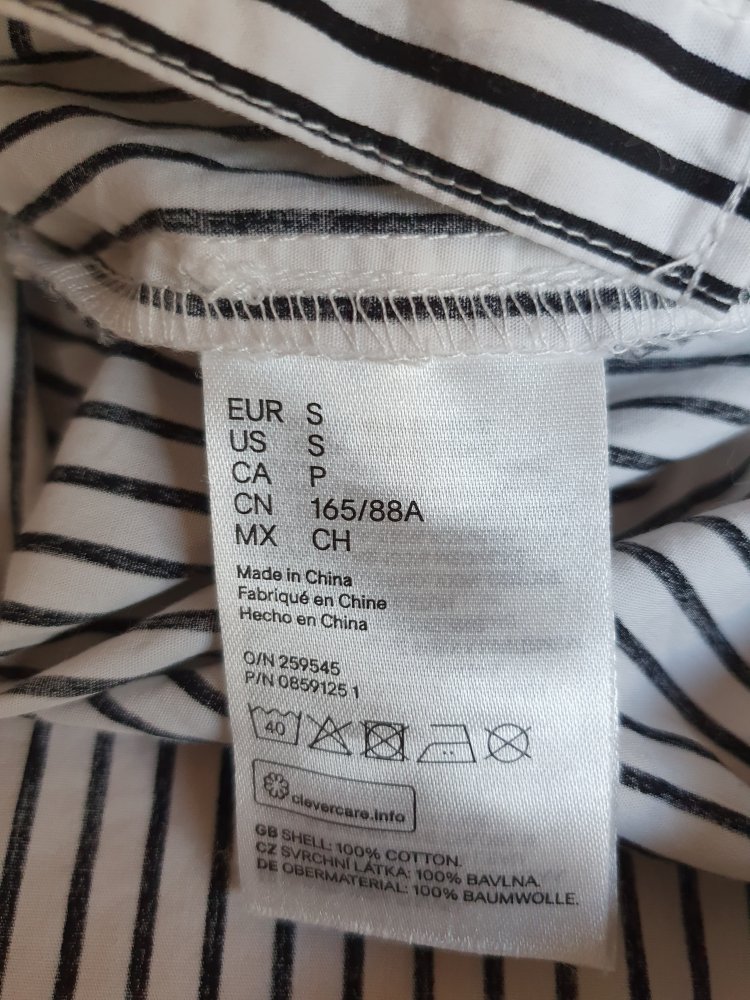 EUR S
US S
CA P
CN 165/88A
MX CH
Made in China
Fabriqué en Chine
Hecho en China
O/N 259545
P/N 0859125 1
40
clevercare.info
GB SHELL: 100% COTTON.
CZ SVRCHNÍ LÁTKA: 100% BAVLNA.
DE OBERMATERIAL: 100% BAUMWOLLE.